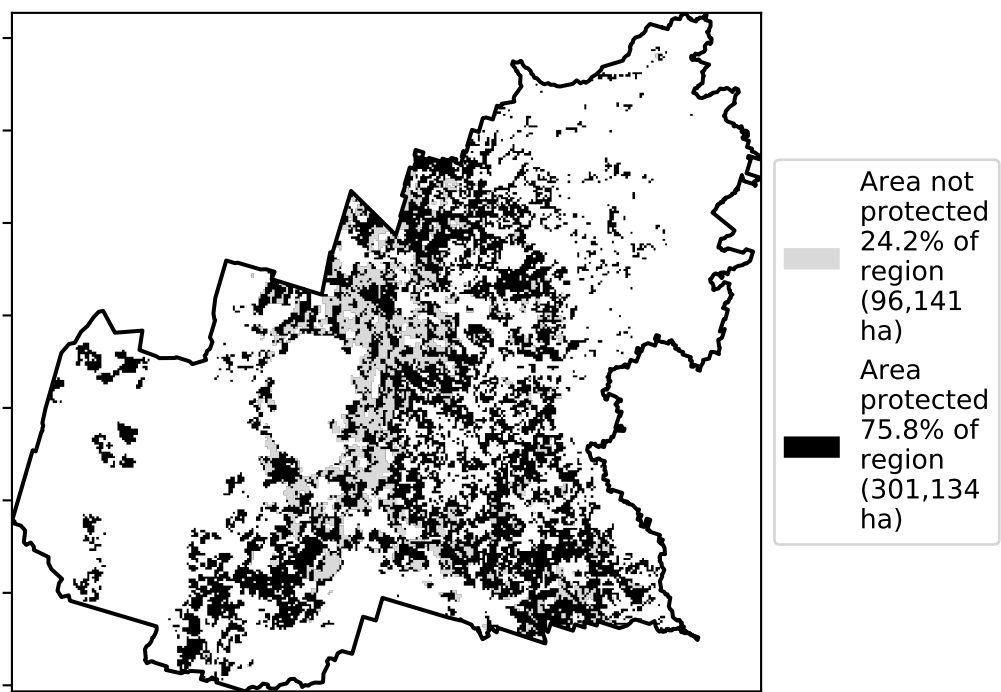 Area not
protected
24.2% of
region
(96,141
ha)
Area
protected
75.8% of
region
(301,134
ha)